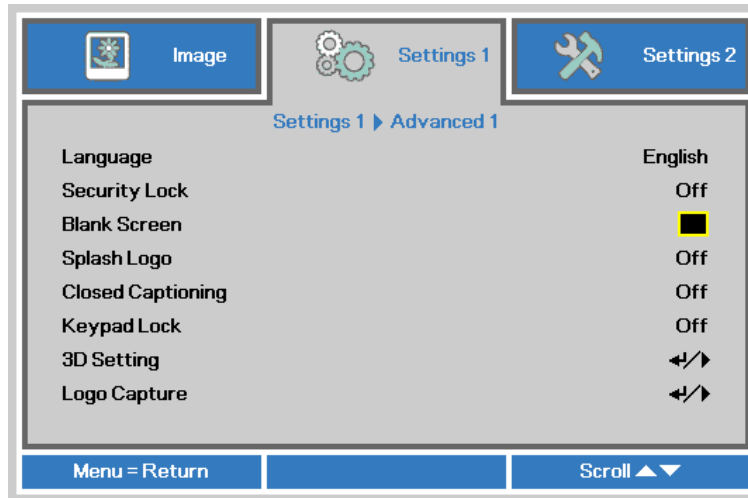 Image
Settings 1
Settings 2
Settings 1 ▶ Advanced 1
Language English
Security Lock Off
Blank Screen
Splash Logo Off
Closed Captioning Off
Keypad Lock Off
3D Setting ↵/▶
Logo Capture ↵/▶
Menu = Return
Scroll ▲▼